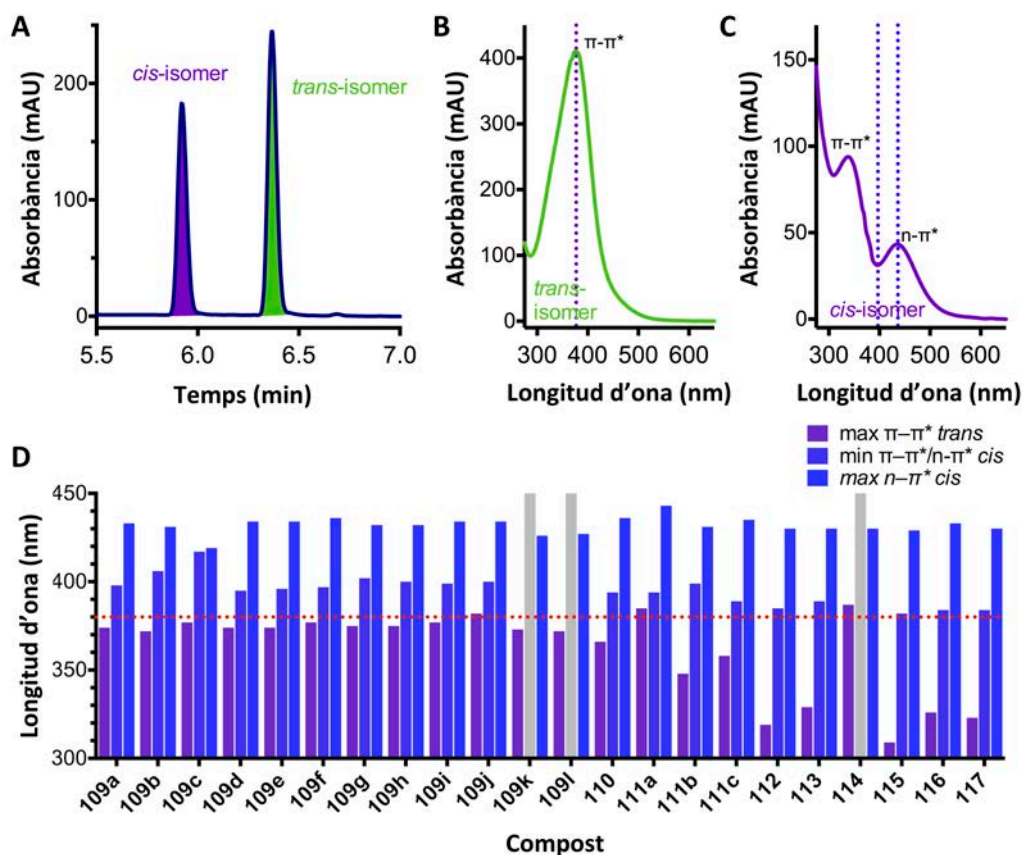 A
Absorbància (mAU)
200
100
0
cis-isomer
trans-isomer
5.5 6.0 6.5 7.0
Temps (min)
B
Absorbància (mAU)
400
300
200
100
0
π-π*
trans-
isomer
300 400 500 600
Longitud d'ona (nm)
C
Absorbància (mAU)
150
100
50
0
π-π*
n-π*
cis-isomer
300 400 500 600
Longitud d'ona (nm)
D
max π–π* trans
min π–π*/n-π* cis
max n–π* cis
Longitud d'ona (nm)
450
400
350
300
109a 109b 109c 109d 109e 109f 109g 109h 109i 109j 109k 109l 110 111a 111b 111c 112 113 114 115 116 117
Compost